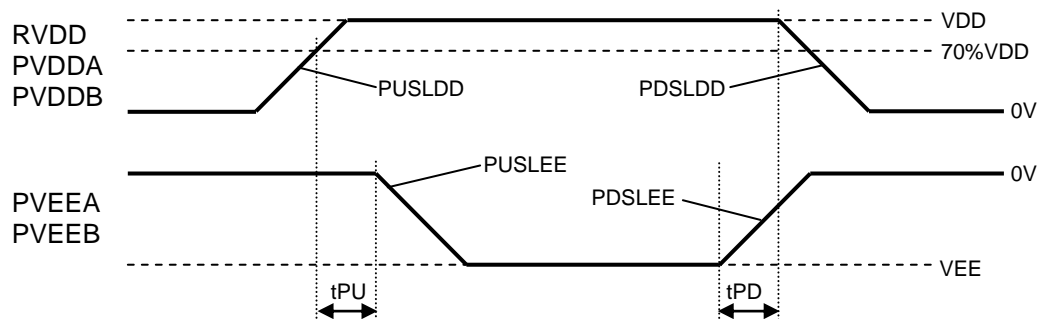 RVDD
PVDDA
PVDDB
VDD
70%VDD
PUSLDD
PDSLDD
0V
PVEEA
PVEEB
PUSLEE
PDSLEE
0V
VEE
tPU
tPD